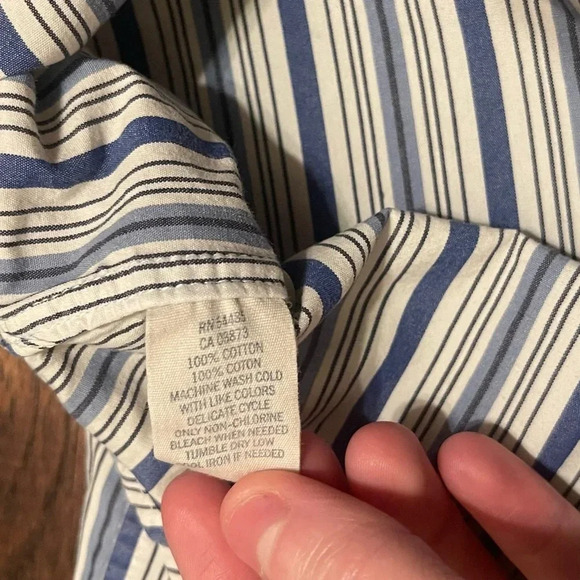 RN 54435
CA 03873
100% COTTON
100% COTON
MACHINE WASH COLD
WITH LIKE COLORS
DELICATE CYCLE
ONLY NON-CHLORINE
BLEACH WHEN NEEDED
TUMBLE DRY LOW
IRON IF NEEDED